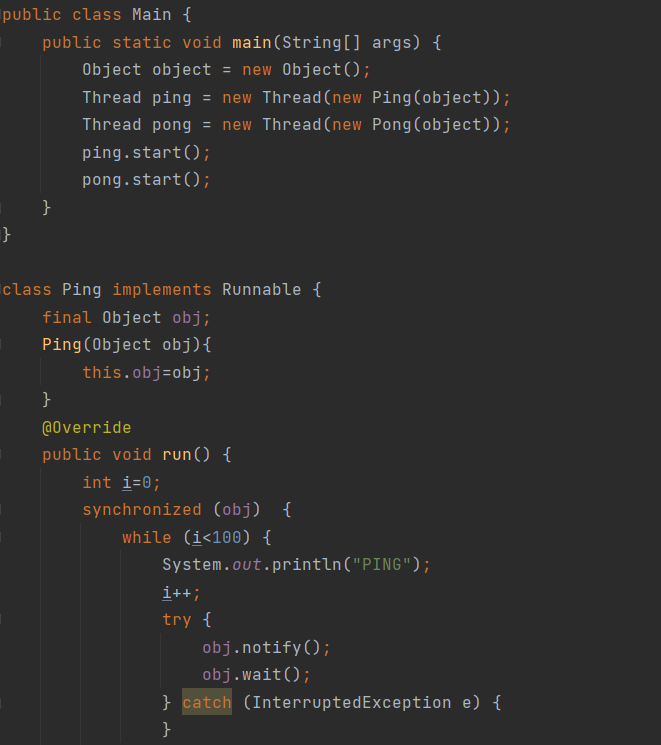 public class Main {
public static void main(String[] args) {
Object object = new Object();
Thread ping = new Thread(new Ping(object));
Thread pong = new Thread(new Pong(object));
ping.start();
pong.start();
}
}
class Ping implements Runnable {
final Object obj;
Ping(Object obj){
this.obj=obj;
}
@Override
public void run() {
int i=0;
synchronized (obj)  {
while (i<100) {
System.out.println("PING");
i++;
try {
obj.notify();
obj.wait();
} catch (InterruptedException e) {
}